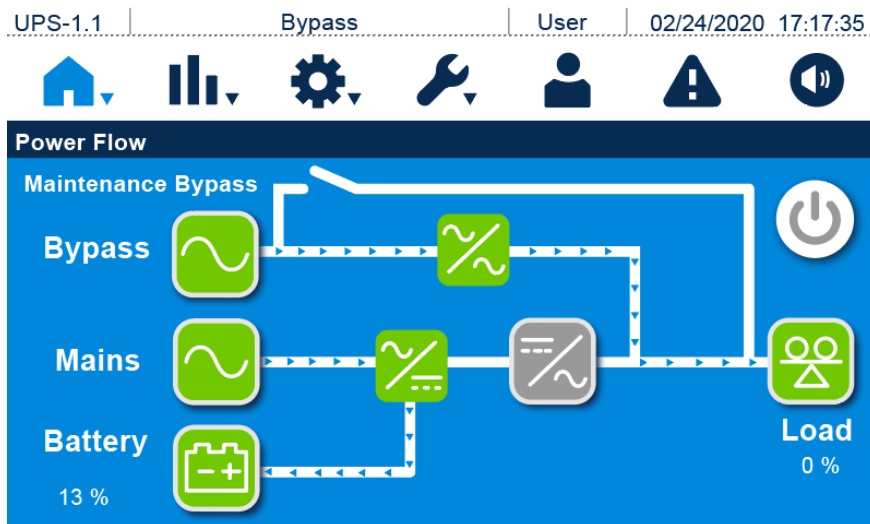 UPS-1.1 Bypass User 02/24/2020 17:17:35
Power Flow
Maintenance Bypass
Bypass
Mains
Battery
13 %
Load
0 %